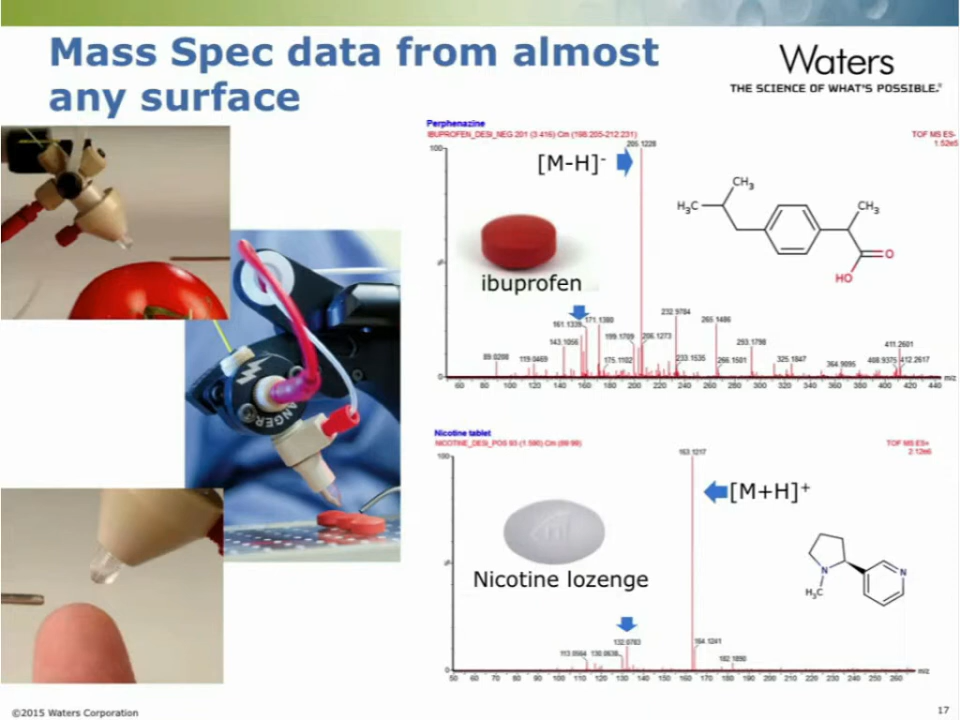 Mass Spec data from almost
any surface
Waters
THE SCIENCE OF WHAT'S POSSIBLE.®
Perphenazine
IBUPROFEN_DESI_NEG 201 (3.416) Cm (198:205-212:231)
TOF MS ES-
1.52e5
205.1228
100
[M-H]-
CH3
H3C
CH3
O
HO
%
ibuprofen
161.1339
171.1380
232.9784
265.1486
143.1056
199.1709
206.1273
293.1798
411.2601
89.0288
119.0469
175.1102
233.1535
266.1501
325.1847
364.9095
408.9375
412.2617
0
m/z
60 80 100 120 140 160 180 200 220 240 260 280 300 320 340 360 380 400 420 440
DANGER
Nicotine tablet
NICOTINE_DESI_POS 93 (1.590) Cm (89:99)
TOF MS ES+
2.12e6
163.1217
100
[M+H]+
%
Nicotine lozenge
N
N
H3C
132.0783
164.1241
130.0638
182.1890
0
m/z
50 60 70 80 90 100 110 120 130 140 150 160 170 180 190 200 210 220 230 240 250 260
©2015 Waters Corporation
17